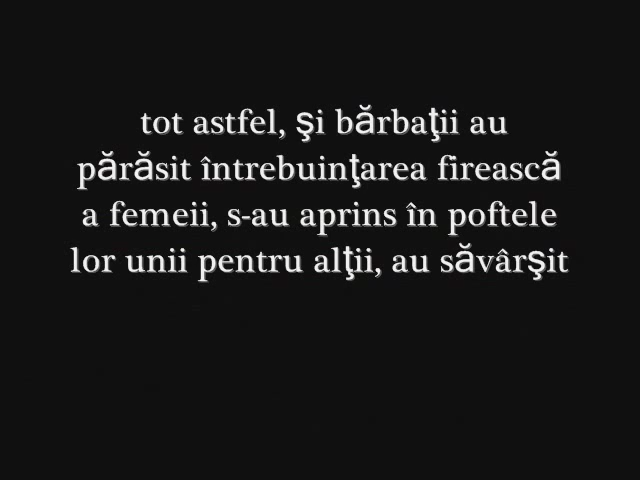 tot astfel, şi bărbaţii au
părăsit întrebuinţarea firească
a femeii, s-au aprins în poftele
lor unii pentru alţii, au săvârşit